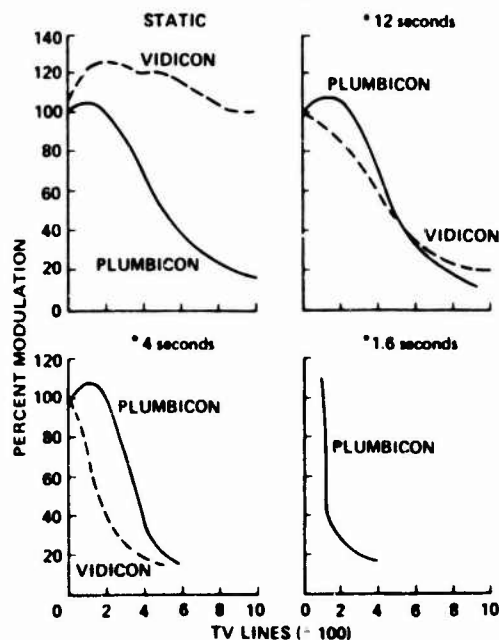 STATIC
140
120
100
80
60
40
20
0
VIDICON
PLUMBICON
* 12 seconds
PLUMBICON
VIDICON
PERCENT MODULATION
* 4 seconds
120
100
80
60
40
20
PLUMBICON
VIDICON
0 2 4 6 8 10
* 1.6 seconds
PLUMBICON
0 2 4 6 8 10
TV LINES (÷ 100)